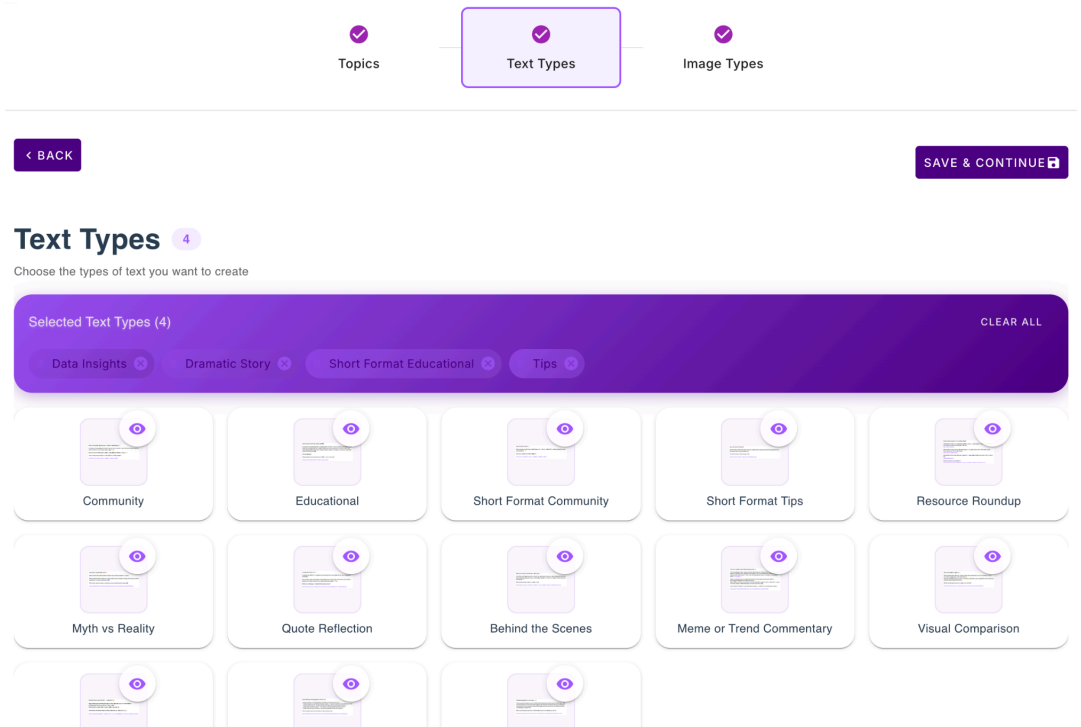 Topics
Text Types
Image Types
BACK
SAVE & CONTINUE
Text Types 4
Choose the types of text you want to create
Selected Text Types (4)
CLEAR ALL
Data Insights
Dramatic Story
Short Format Educational
Tips
Community
Educational
Short Format Community
Short Format Tips
Resource Roundup
Myth vs Reality
Quote Reflection
Behind the Scenes
Meme or Trend Commentary
Visual Comparison